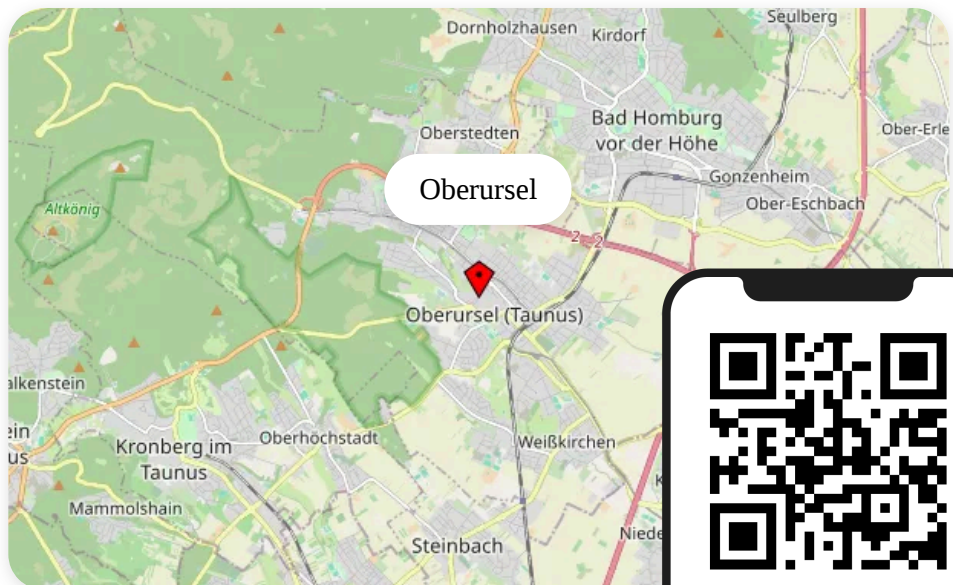 Seulberg
Dornholzhausen
Kirdorf
Bad Homburg
vor der Höhe
Oberstedten
Ober-Erle
Gonzenheim
Oberursel
Ober-Eschbach
Altkönig
2
2
Oberursel (Taunus)
alkenstein
ein
us
Kronberg im
Taunus
Oberhöchstadt
Weißkirchen
K
Mammolshain
Niede
Steinbach